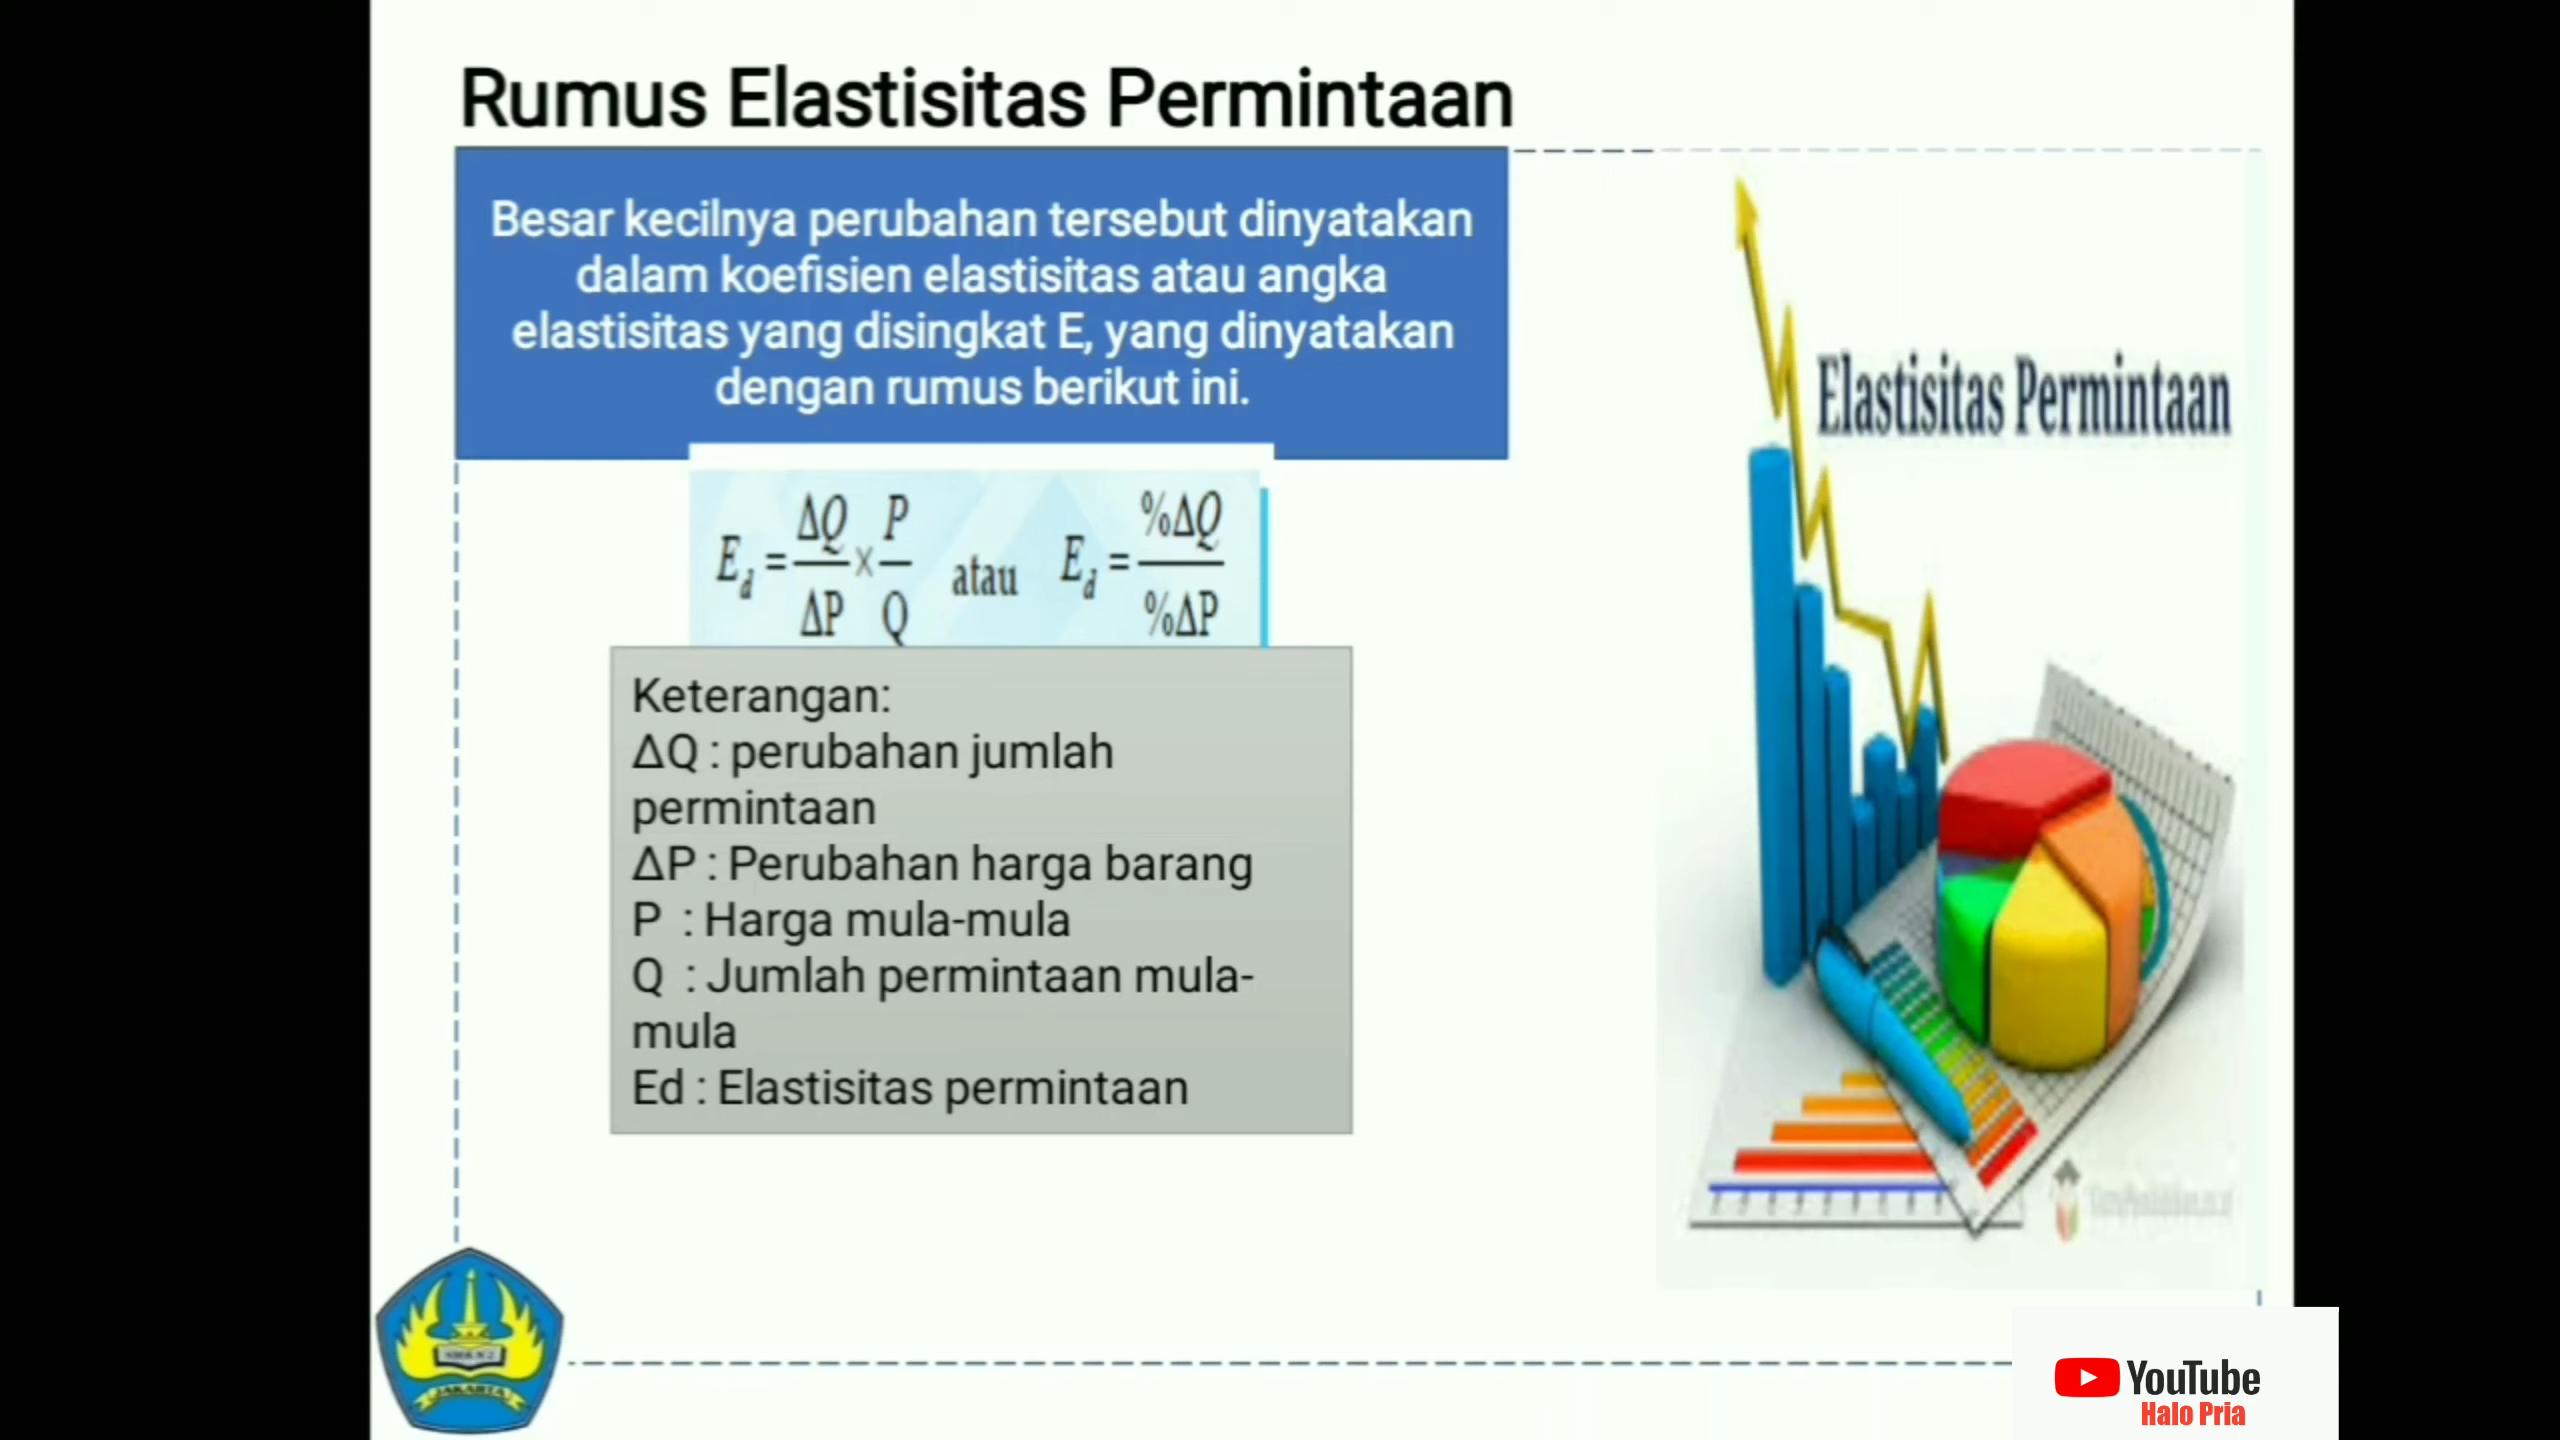 Rumus Elastisitas Permintaan
Besar kecilnya perubahan tersebut dinyatakan
dalam koefisien elastisitas atau angka
elastisitas yang disingkat E, yang dinyatakan
dengan rumus berikut ini.
E_d = ΔQ/ΔP × P/Q atau E_d = %ΔQ/%ΔP
Keterangan:
ΔQ : perubahan jumlah
permintaan
ΔP : Perubahan harga barang
P : Harga mula-mula
Q : Jumlah permintaan mula-
mula
Ed : Elastisitas permintaan
Elastisitas Permintaan
JAKARTA
YouTube
Halo Pria